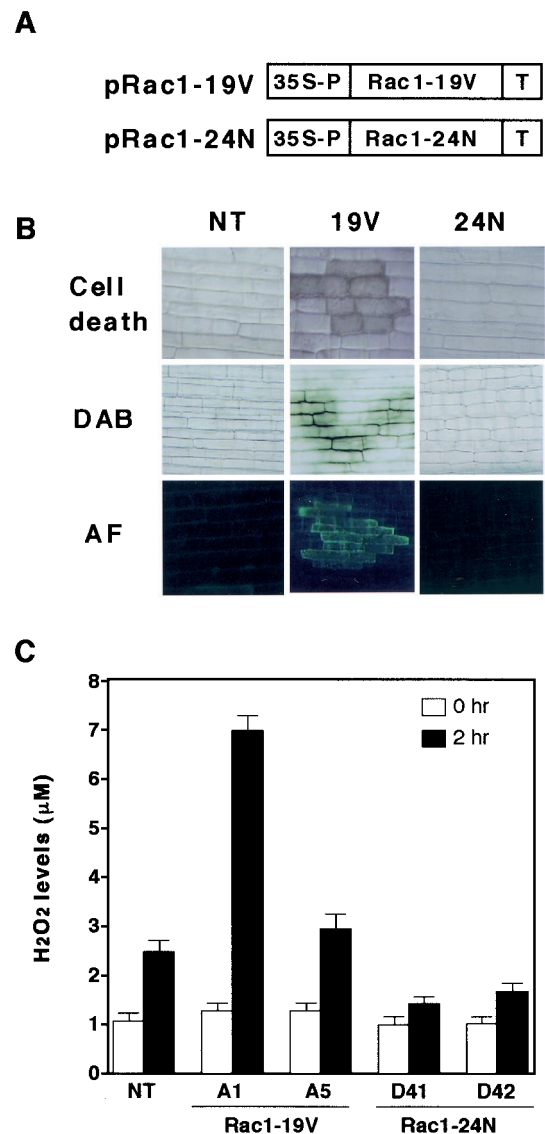 A
pRac1-19V 35S-P Rac1-19V T
pRac1-24N 35S-P Rac1-24N T
B
NT 19V 24N
Cell
death
DAB
AF
C
8
7
6
5
4
3
2
1
0
H2O2 levels (μM)
0 hr
2 hr
NT A1 A5 D41 D42
Rac1-19V Rac1-24N